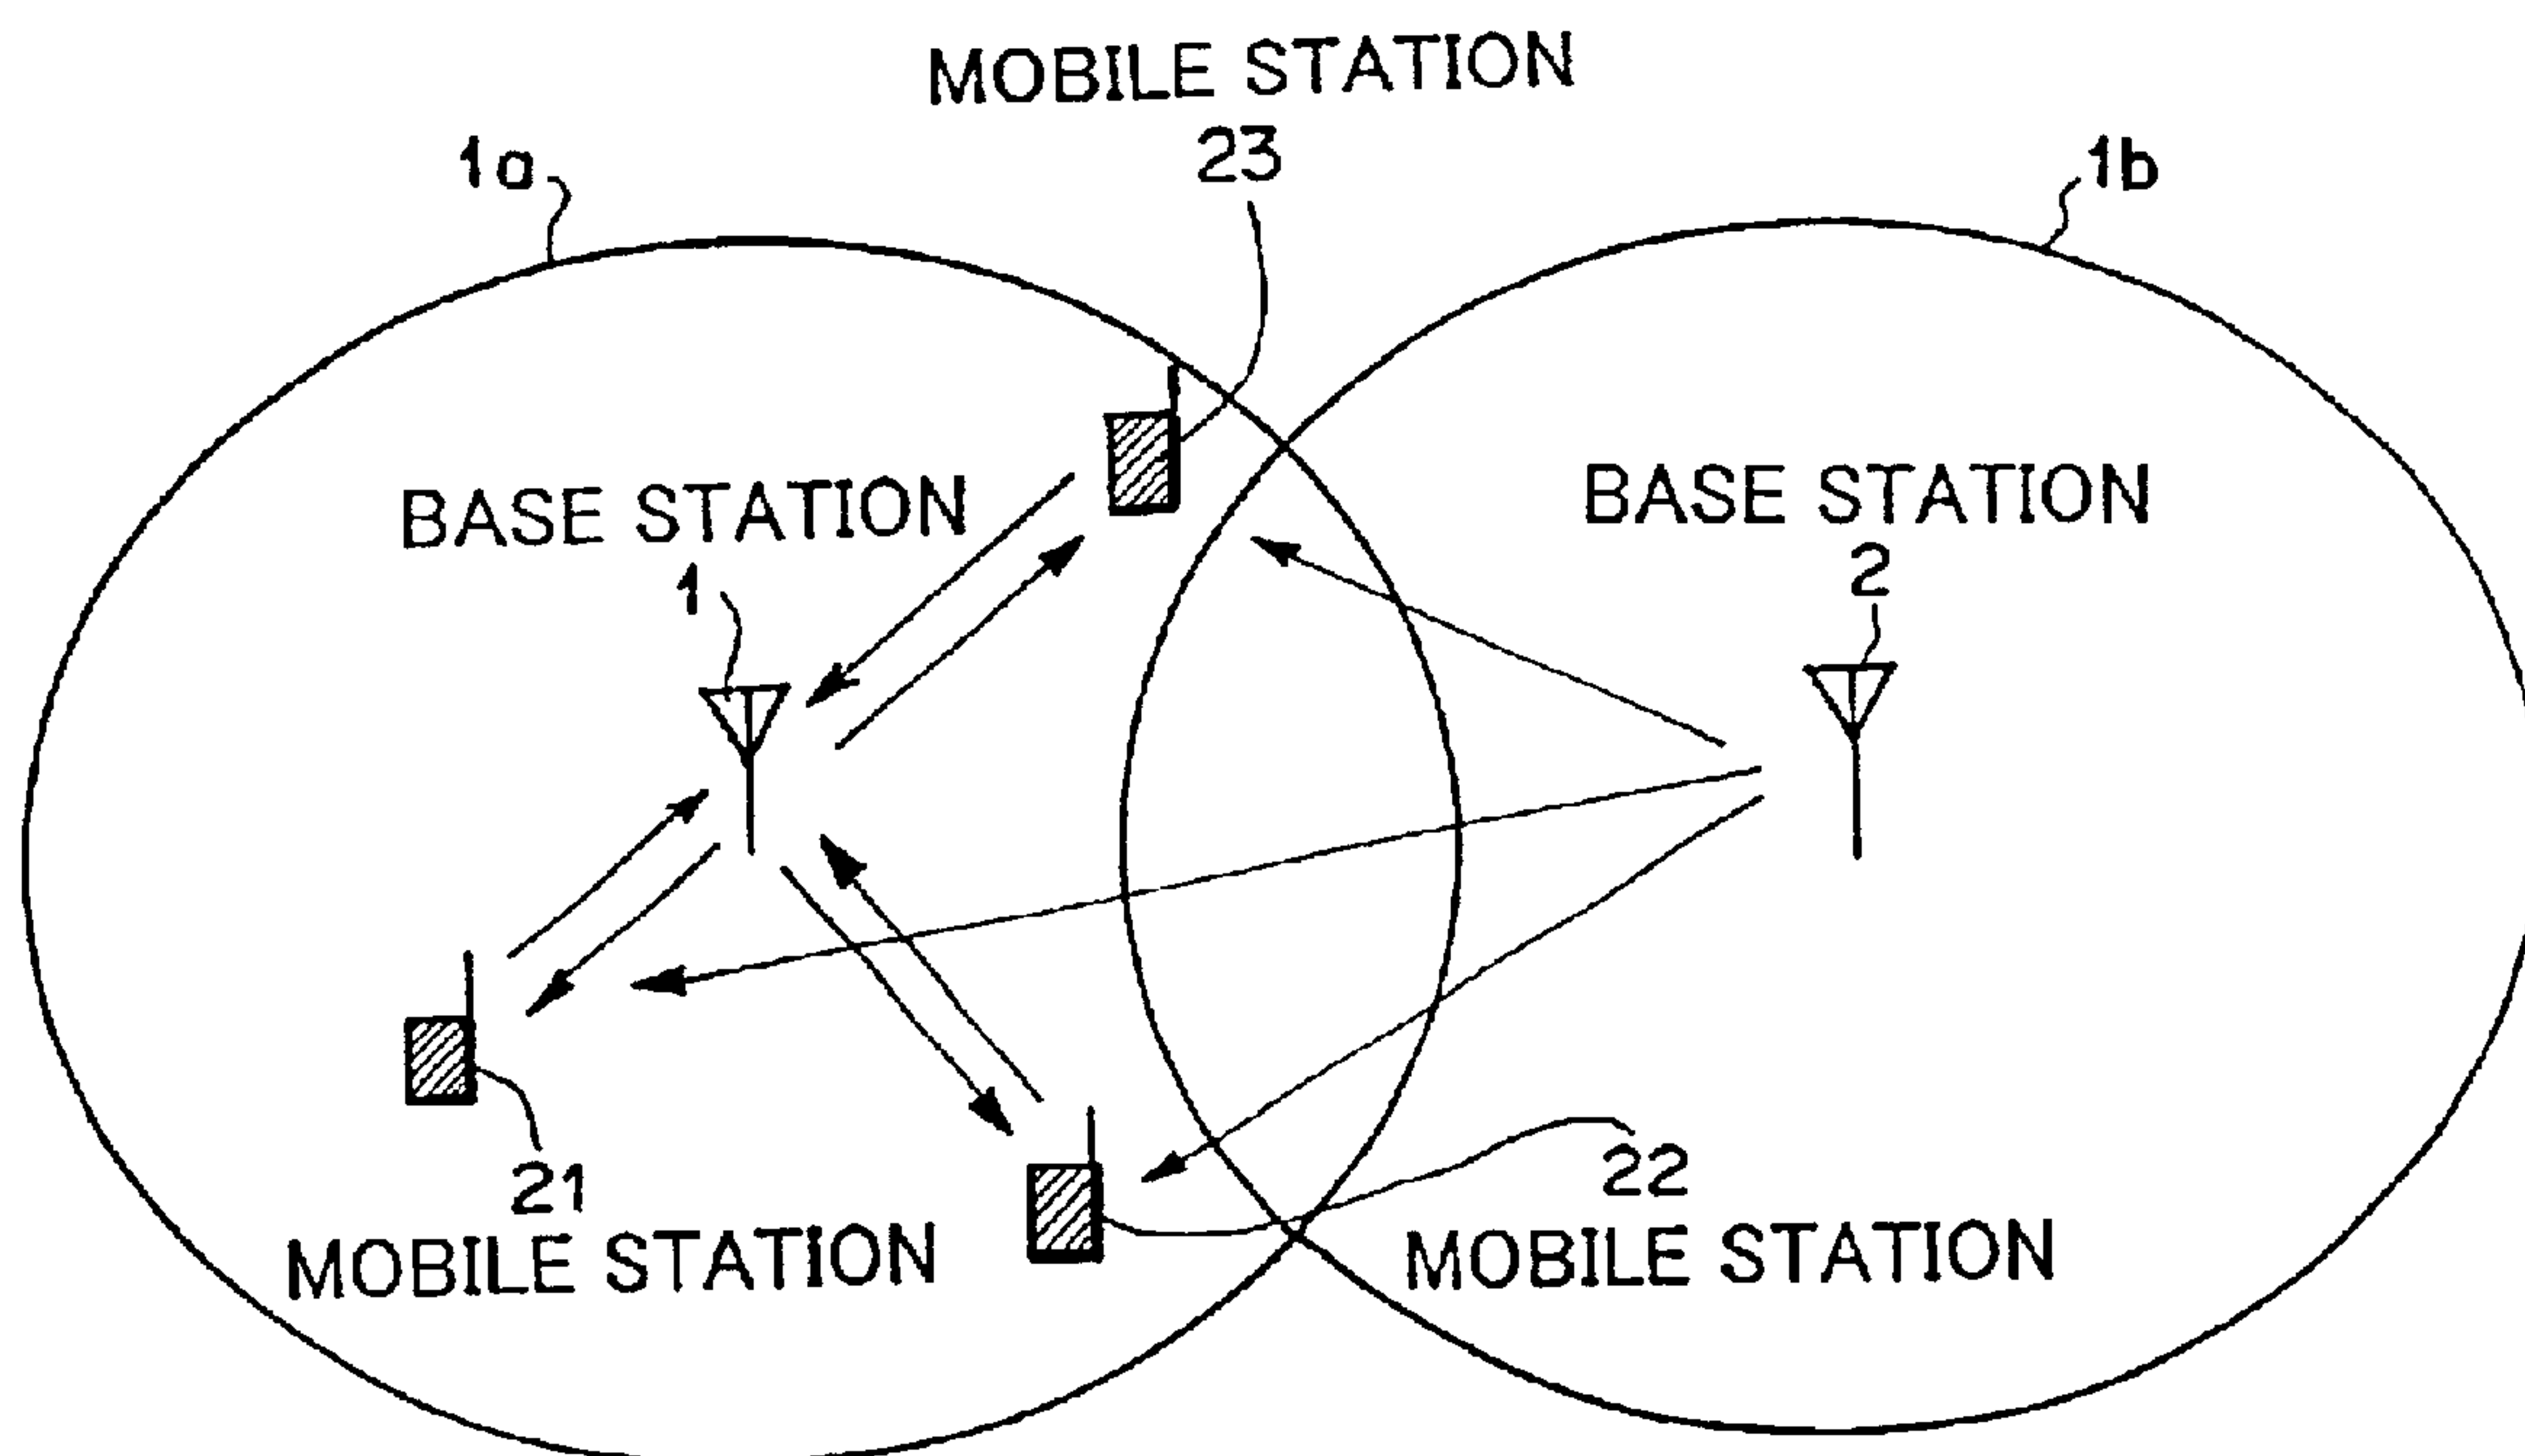 MOBILE STATION
23
1a
1b
BASE STATION
1
BASE STATION
2
21
MOBILE STATION
22
MOBILE STATION